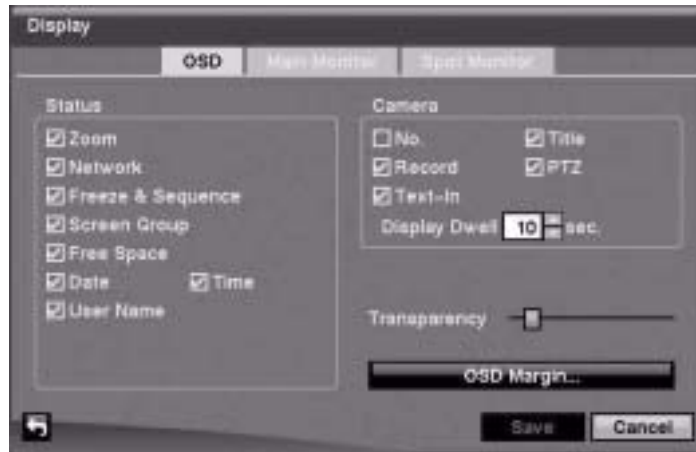 Display
OSD
Main Monitor
Spot Monitor
Status
Zoom
Network
Freeze & Sequence
Screen Group
Free Space
Date
Time
User Name
Camera
No.
Title
Record
PTZ
Text-In
Display Dwell 10 sec.
Transparency
OSD Margin...
Save
Cancel